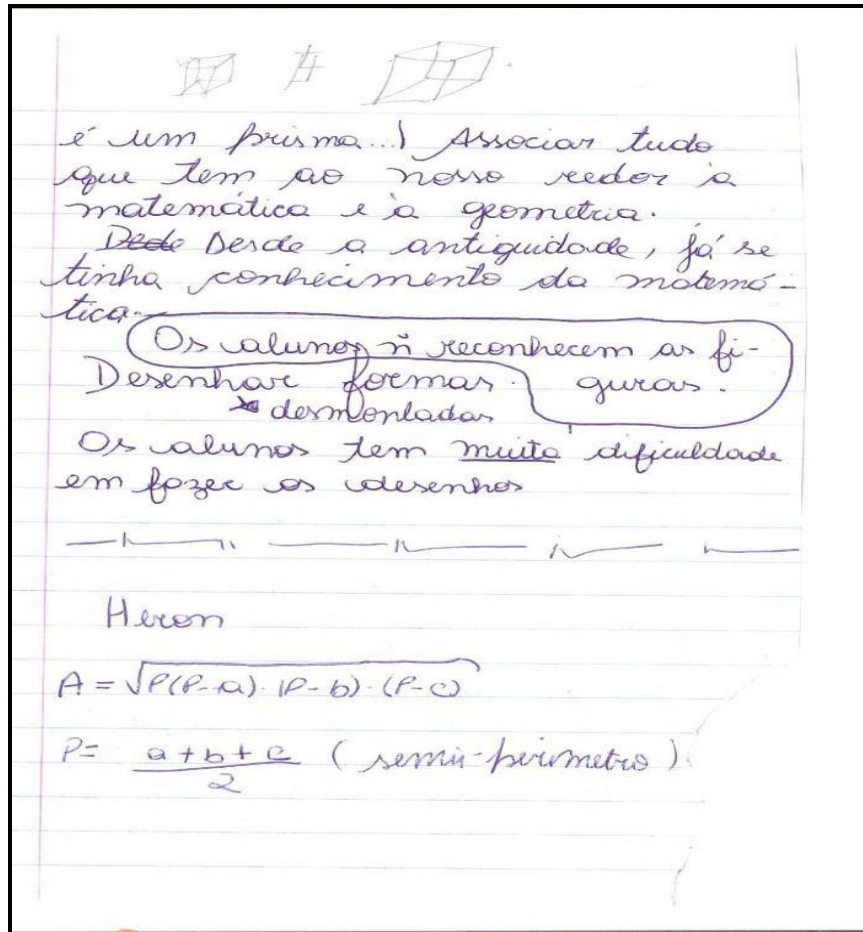 é um prisma...) Associar tudo
que tem ao nosso redor à
matemática e à geometria.
Dede Desde a antiguidade, já se
tinha conhecimento da matemá-
tica.
Os alunos ñ reconhecem as fi-
Desenhar formas. guras.
desmontadas
Os alunos tem muita dificuldade
em fazer os desenhos
Heron
A = √P(P-a)·(P-b)·(P-c)
P= a+b+c ( semi-perímetro )
2